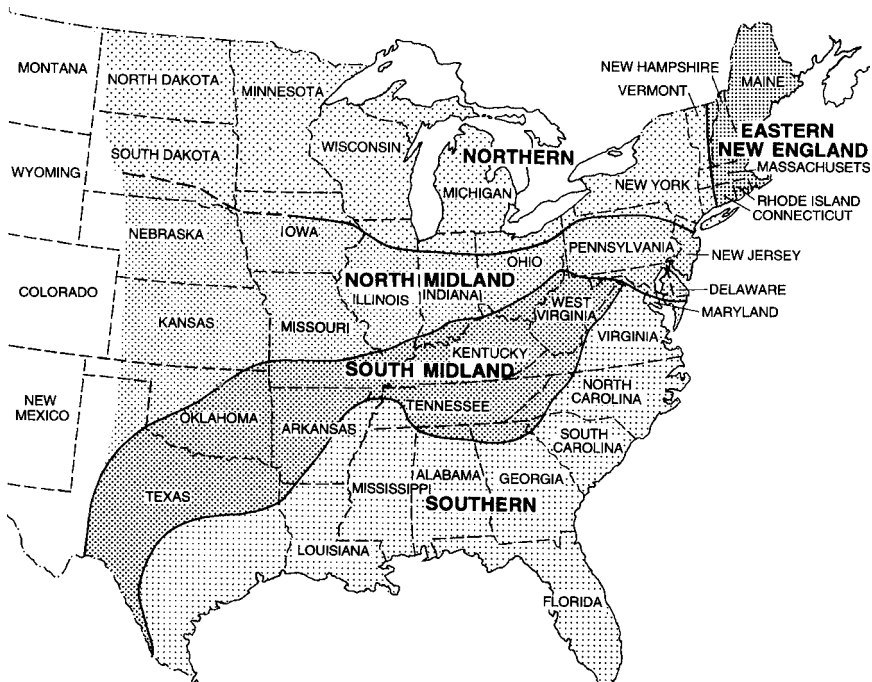 MONTANA
NORTH DAKOTA
MINNESOTA
NEW HAMPSHIRE
MAINE
VERMONT
EASTERN
NEW ENGLAND
WISCONSIN
NORTHERN
SOUTH DAKOTA
WYOMING
MASSACHUSETS
MICHIGAN
NEW YORK
RHODE ISLAND
CONNECTICUT
NEBRASKA
IOWA
PENNSYLVANIA
OHIO
NEW JERSEY
NORTH MIDLAND
COLORADO
ILLINOIS
INDIANA
DELAWARE
WEST
VIRGINIA
MARYLAND
KANSAS
MISSOURI
VIRGINIA
KENTUCKY
SOUTH MIDLAND
NORTH
CAROLINA
NEW
MEXICO
OKLAHOMA
TENNESSEE
ARKANSAS
SOUTH
CAROLINA
TEXAS
MISSISSIPPI
ALABAMA
GEORGIA
SOUTHERN
LOUISIANA
FLORIDA